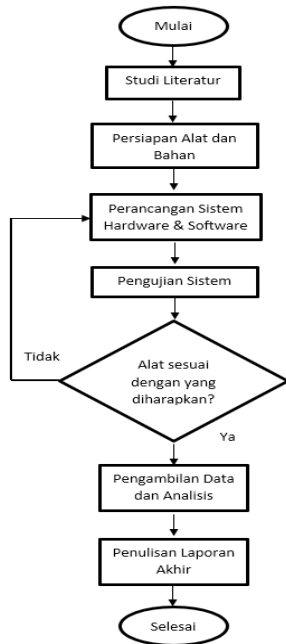 Mulai
Studi Literatur
Persiapan Alat dan
Bahan
Perancangan Sistem
Hardware & Software
Pengujian Sistem
Tidak
Alat sesuai
dengan yang
diharapkan?
Ya
Pengambilan Data
dan Analisis
Penulisan Laporan
Akhir
Selesai